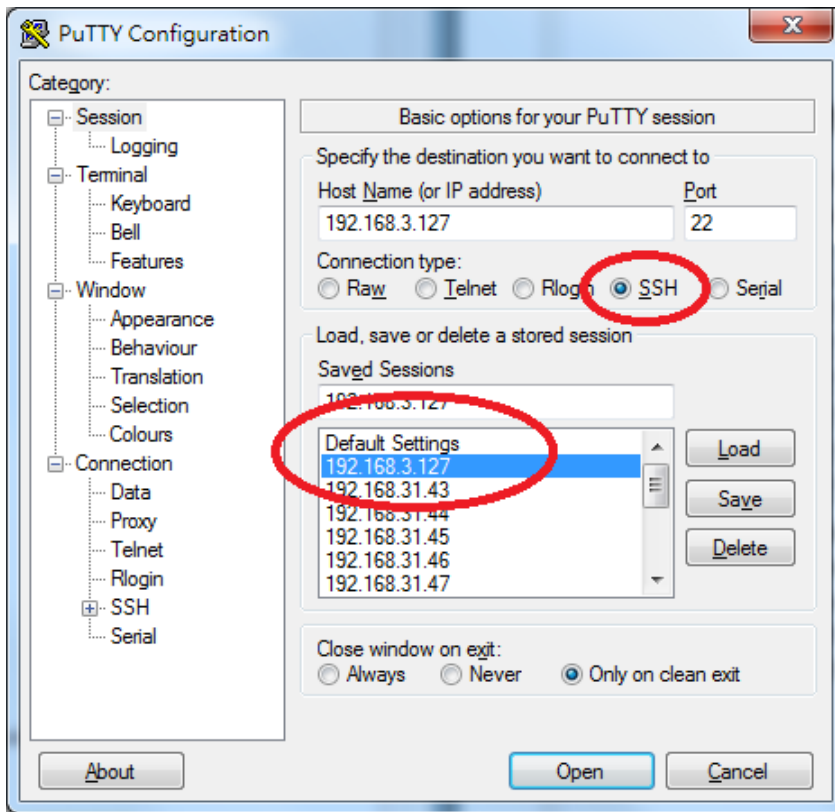 PuTTY Configuration
Category:
Session
Logging
Terminal
Keyboard
Bell
Features
Window
Appearance
Behaviour
Translation
Selection
Colours
Connection
Data
Proxy
Telnet
Rlogin
SSH
Serial
Basic options for your PuTTY session
Specify the destination you want to connect to
Host Name (or IP address) Port
192.168.3.127 22
Connection type:
Raw Telnet Rlogin SSH Serial
Load, save or delete a stored session
Saved Sessions
192.168.3.127
Default Settings
192.168.3.127
192.168.31.43
192.168.31.44
192.168.31.45
192.168.31.46
192.168.31.47
Load
Save
Delete
Close window on exit:
Always Never Only on clean exit
About Open Cancel